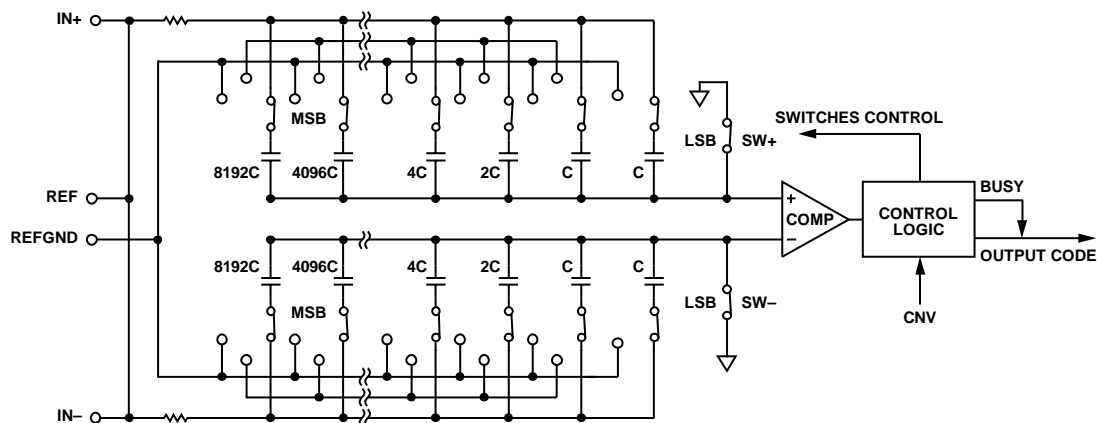 IN+
MSB
SWITCHES CONTROL
LSB SW+
8192C 4096C 4C 2C C C
BUSY
REF
+
COMP
–
CONTROL
LOGIC
REFGND
OUTPUT CODE
8192C 4096C 4C 2C C C
MSB
LSB SW–
CNV
IN–